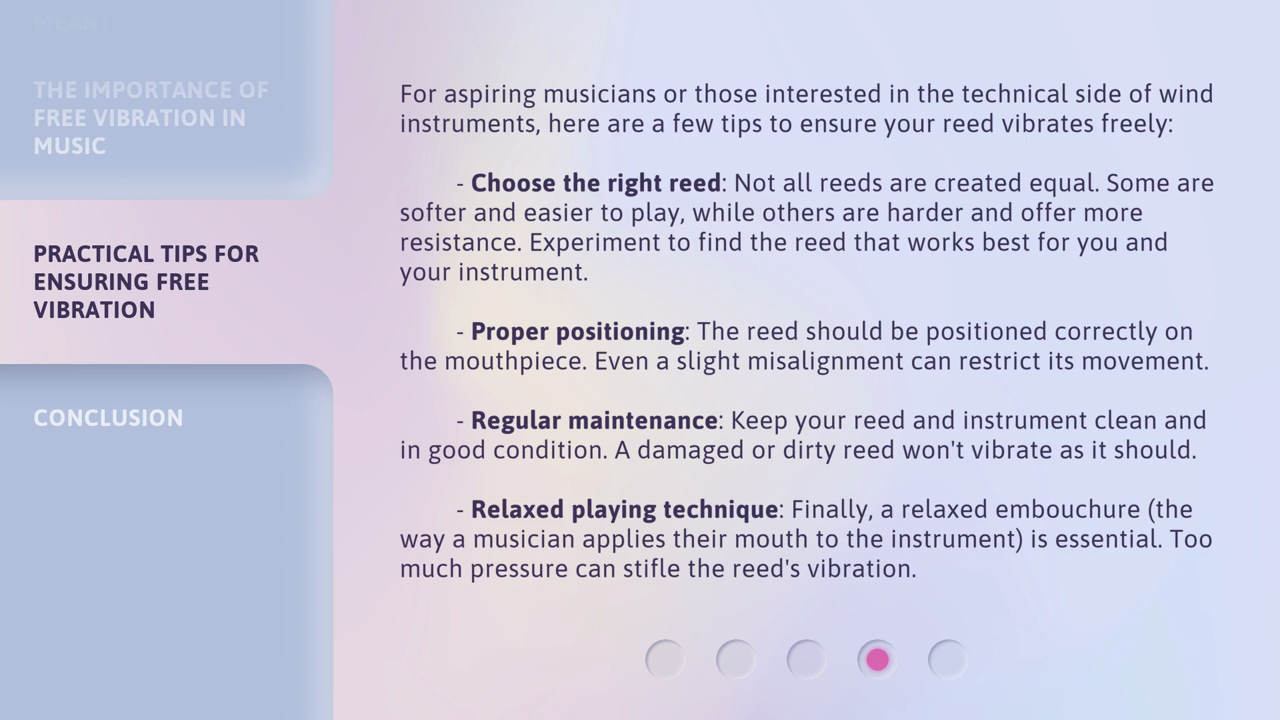 THE IMPORTANCE OF
FREE VIBRATION IN
MUSIC
PRACTICAL TIPS FOR
ENSURING FREE
VIBRATION
CONCLUSION
For aspiring musicians or those interested in the technical side of wind
instruments, here are a few tips to ensure your reed vibrates freely:
- Choose the right reed: Not all reeds are created equal. Some are
softer and easier to play, while others are harder and offer more
resistance. Experiment to find the reed that works best for you and
your instrument.
- Proper positioning: The reed should be positioned correctly on
the mouthpiece. Even a slight misalignment can restrict its movement.
- Regular maintenance: Keep your reed and instrument clean and
in good condition. A damaged or dirty reed won't vibrate as it should.
- Relaxed playing technique: Finally, a relaxed embouchure (the
way a musician applies their mouth to the instrument) is essential. Too
much pressure can stifle the reed's vibration.